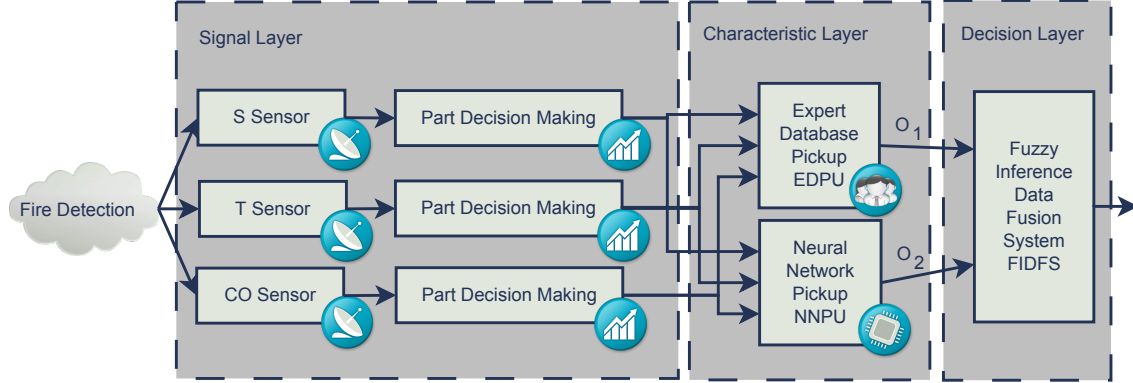 Signal Layer
Characteristic Layer
Decision Layer
Fire Detection
S Sensor
Part Decision Making
T Sensor
Part Decision Making
CO Sensor
Part Decision Making
Expert
Database
Pickup
EDPU
O1
Neural
Network
Pickup
NNPU
O2
Fuzzy
Inference
Data
Fusion
System
FIDFS